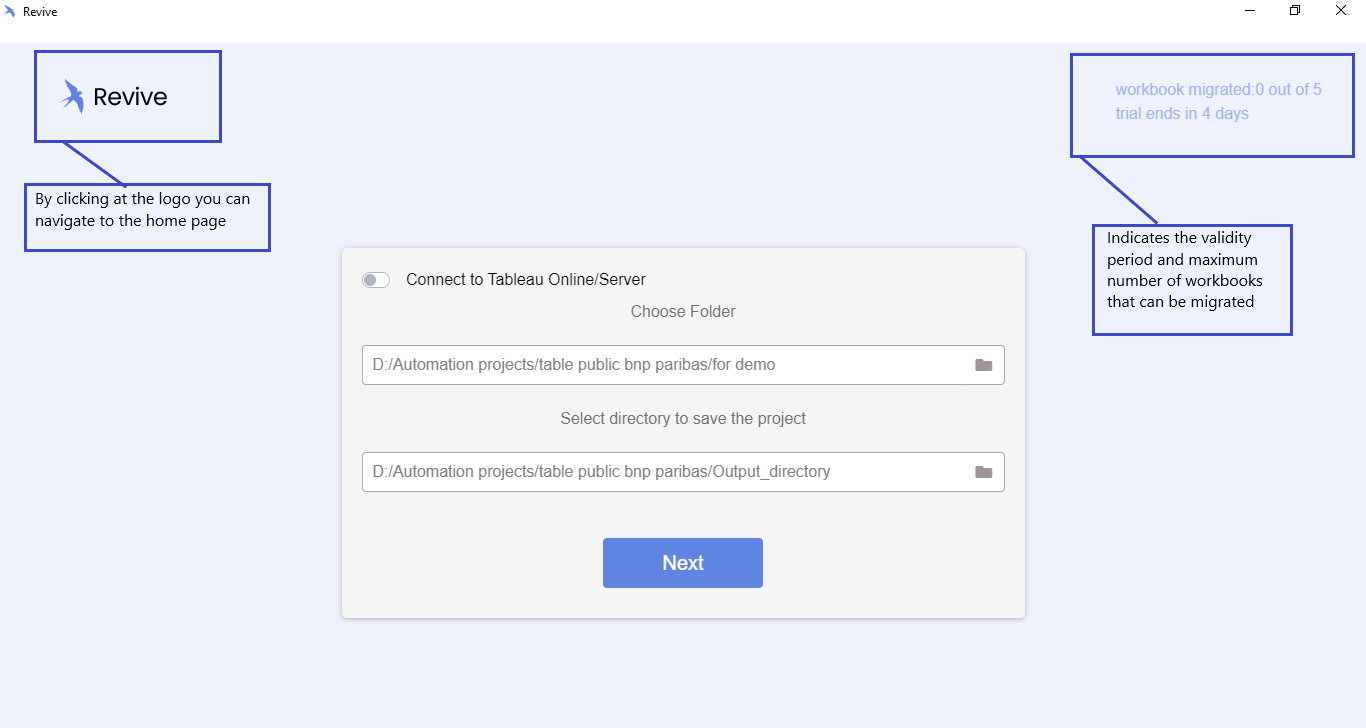 Revive
Revive
workbook migrated:0 out of 5
trial ends in 4 days
By clicking at the logo you can
navigate to the home page
Indicates the validity
period and maximum
number of workbooks
that can be migrated
Connect to Tableau Online/Server
Choose Folder
D:/Automation projects/table public bnp paribas/for demo
Select directory to save the project
D:/Automation projects/table public bnp paribas/Output_directory
Next